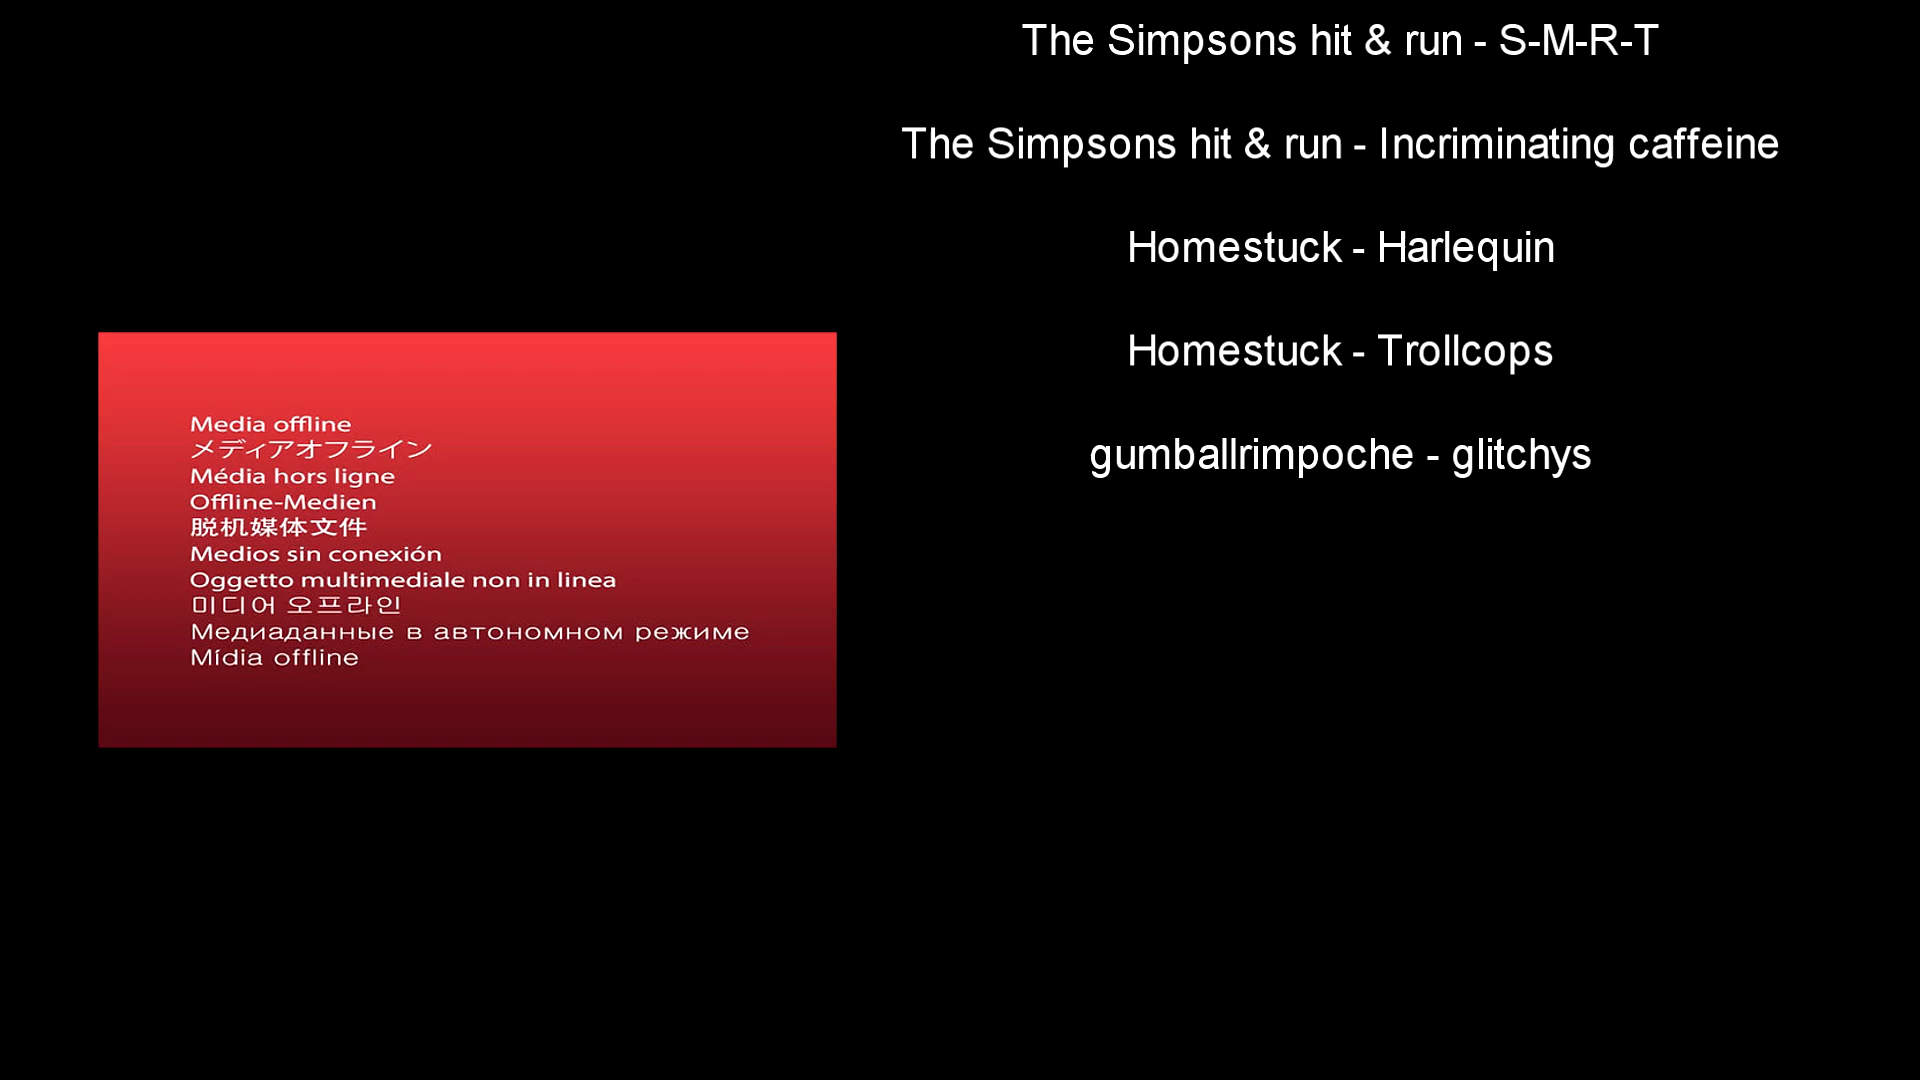 The Simpsons hit & run - S-M-R-T
The Simpsons hit & run - Incriminating caffeine
Homestuck - Harlequin
Homestuck - Trollcops
gumballrimpoche - glitchys
Media offline
メディアオフライン
Média hors ligne
Offline-Medien
脱机媒体文件
Medios sin conexión
Oggetto multimediale non in linea
미디어 오프라인
Медиаданные в автономном режиме
Mídia offline